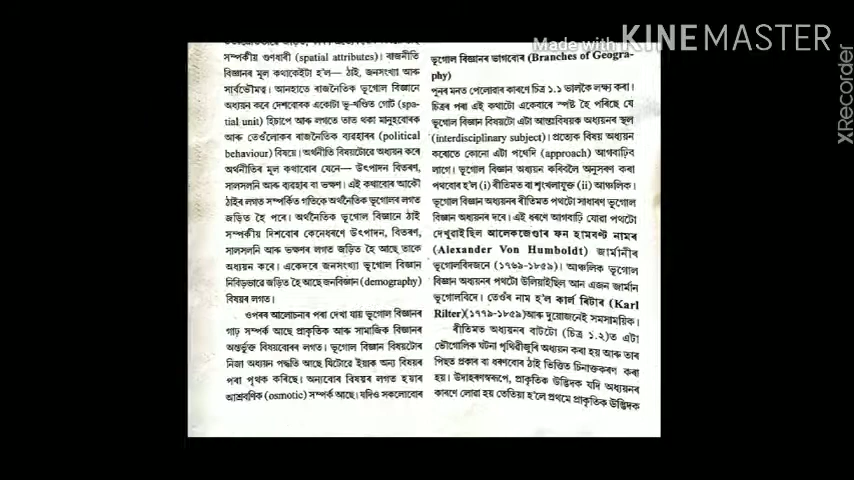 সম্পৰ্কীয় গুণধাৰী (spatial attributes)। ৰাজনীতি
বিজ্ঞানৰ মূল কথাকেইটা হ'ল— ঠাই, জনসংখ্যা আৰু
সাৰ্বভৌমত্ব। আনহাতে ৰাজনৈতিক ভূগোল বিজ্ঞানে
অধ্যয়ন কৰে দেশবোৰক একোটা ভূ-খণ্ডিত গোট (spa-
tial unit) হিচাপে আৰু লগতে তাত থকা মানুহবোৰক
আৰু তেওঁলোকৰ ৰাজনৈতিক ব্যৱহাৰক (political
behaviour) বিষয়ে। অৰ্থনীতি বিষয়টোৱে অধ্যয়ন কৰে
অৰ্থনীতিৰ মূল কথাবোৰ যেনে— উৎপাদন বিতৰণ,
সালসলনি আৰু ব্যৱহাৰ বা ভক্ষণ। এই কথাবোৰ আকৌ
ঠাইৰ লগত সম্পৰ্কিত গতিকে অৰ্থনৈতিক ভূগোলৰ লগত
জড়িত হৈ পৰে। অৰ্থনৈতিক ভূগোল বিজ্ঞানে ঠাই
সম্পৰ্কীয় দিশবোৰ কেনেধৰণে উৎপাদন, বিতৰণ,
সালসলনি আৰু ভক্ষণৰ লগত জড়িত হৈ আছে তাকে
অধ্যয়ন কৰে। একেদৰে জনসংখ্যা ভূগোল বিজ্ঞান
নিবিড়ভাৱে জড়িত হৈ আছে জনবিজ্ঞান (demography)
বিষয়ৰ লগত।
ওপৰৰ আলোচনাৰ পৰা দেখা যায় ভূগোল বিজ্ঞানৰ
গাঢ় সম্পৰ্ক আছে প্ৰাকৃতিক আৰু সামাজিক বিজ্ঞানৰ
অন্তৰ্ভুক্ত বিষয়বোৰৰ লগত। ভূগোল বিজ্ঞান বিষয়টোৰ
নিজা অধ্যয়ন পদ্ধতি আছে যিটোৱে ইয়াক অন্য বিষয়ৰ
পৰা পৃথক কৰিছে। অন্যবোৰ বিষয়ৰ লগত ইয়াৰ
আশ্ৰৱণিক (osmotic) সম্পৰ্ক আছে। যদিও সকলোবোৰ
ভূগোল বিজ্ঞানৰ ভাগবোৰ (Branches of Geogra-
phy)
পুনৰ মনত পেলোৱাৰ কাৰণে চিত্ৰ ১.১ ভালকৈ লক্ষ্য কৰা।
চিত্ৰৰ পৰা এই কথাটো একেবাৰে স্পষ্ট হৈ পৰিছে যে
ভূগোল বিজ্ঞান বিষয়টো এটা আন্তঃবিষয়ক অধ্যয়নৰ স্থল
(interdisciplinary subject)। প্ৰত্যেক বিষয় অধ্যয়ন
কৰোতে কোনো এটা পথেদি (approach) আগবাঢ়িব
লাগে। ভূগোল বিজ্ঞান অধ্যয়ন কৰিবলৈ অনুসৰণ কৰা
পথবোৰ হ'ল (i) ৰীতিমত বা শৃংখলাযুক্ত (ii) আঞ্চলিক।
ভূগোল বিজ্ঞান অধ্যয়নৰ ৰীতিমত পথটো সাধাৰণ ভূগোল
বিজ্ঞান অধ্যয়নৰ দৰে। এই ধৰণে আগবাঢ়ি যোৱা পথটো
দেখুৱাইছিল আলেকজেণ্ডাৰ ফন হামবণ্ট নামৰ
(Alexander Von Humboldt) জাৰ্মানীৰ
ভূগোলবিদজনে (১৭৬৯-১৮৫৯)। আঞ্চলিক ভূগোল
বিজ্ঞান অধ্যয়নৰ পথটো উলিয়াইছিল আন এজন জাৰ্মান
ভূগোলবিদে। তেওঁৰ নাম হ'ল কাৰ্ল ৰিটাৰ (Karl
Rilter)(১৭৭৯-১৮৫৯)আৰু দুয়োজনেই সমসাময়িক।
ৰীতিমত অধ্যয়নৰ বাটটো (চিত্ৰ ১.২)ত এটা
ভৌগোলিক ঘটনা পৃথিৱীজুৰি অধ্যয়ন কৰা হয় আৰু তাৰ
পিছত প্ৰকাৰ বা ধৰণবোৰ ঠাই ভিত্তিত চিনাক্তকৰণ কৰা
হয়। উদাহৰণস্বৰূপে, প্ৰাকৃতিক উদ্ভিদক যদি অধ্যয়নৰ
কাৰণে লোৱা হয় তেতিয়া হ'লে প্ৰথমে প্ৰাকৃতিক উদ্ভিদক
Made with KINEMASTER
XRecorder